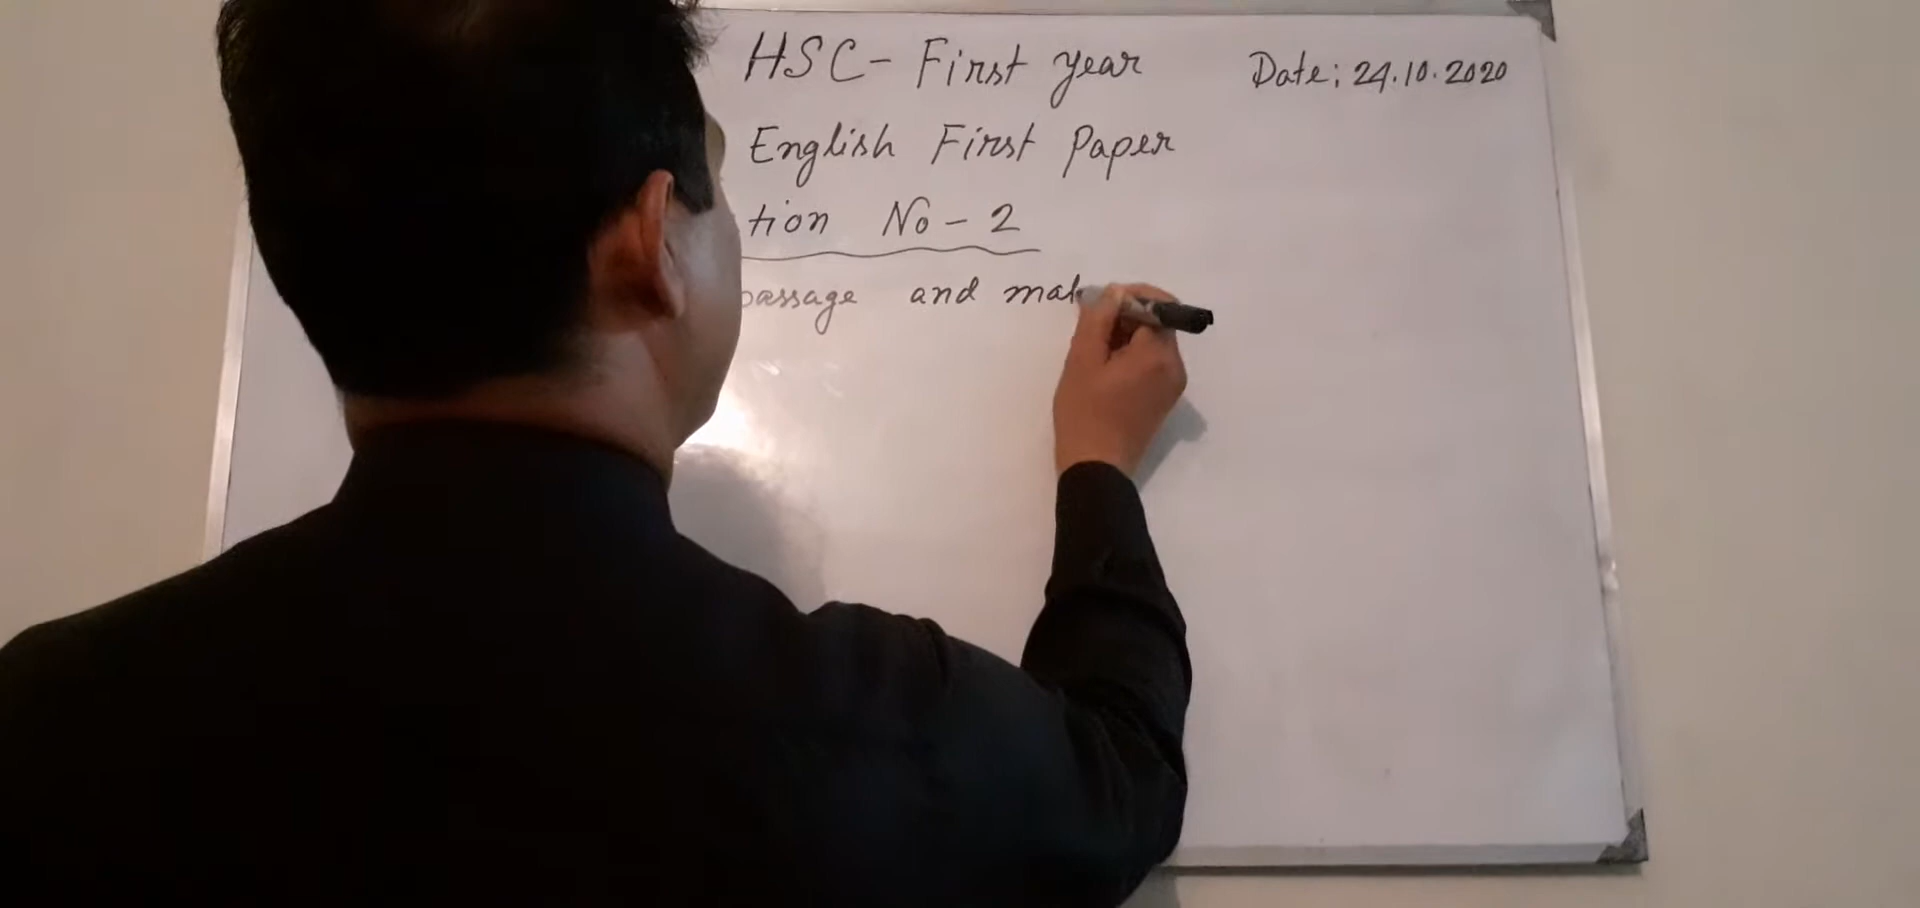 HSC- First year Date: 24.10.2020
English First Paper
tion No - 2
passage and mak